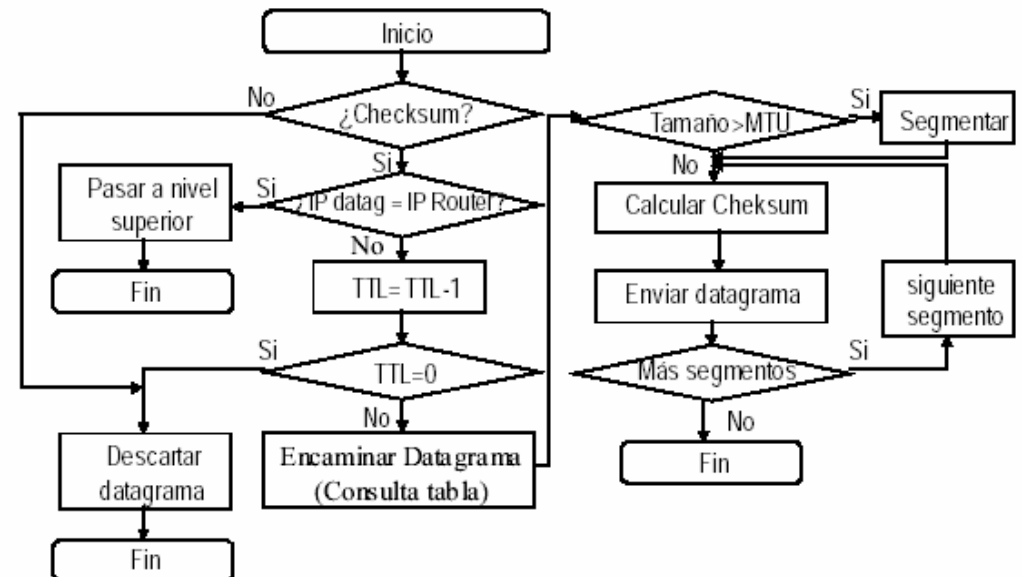 Inicio
No
¿Checksum?
Si
¿IP datag = IP Router?
Si
Pasar a nivel
superior
Fin
No
TTL=TTL-1
TTL=0
Si
Descartar
datagrama
Fin
No
Encaminar Datagrama
(Consulta tabla)
Tamaño>MTU
Si
Segmentar
No
Calcular Cheksum
Enviar datagrama
Más segmentos
Si
siguiente
segmento
No
Fin